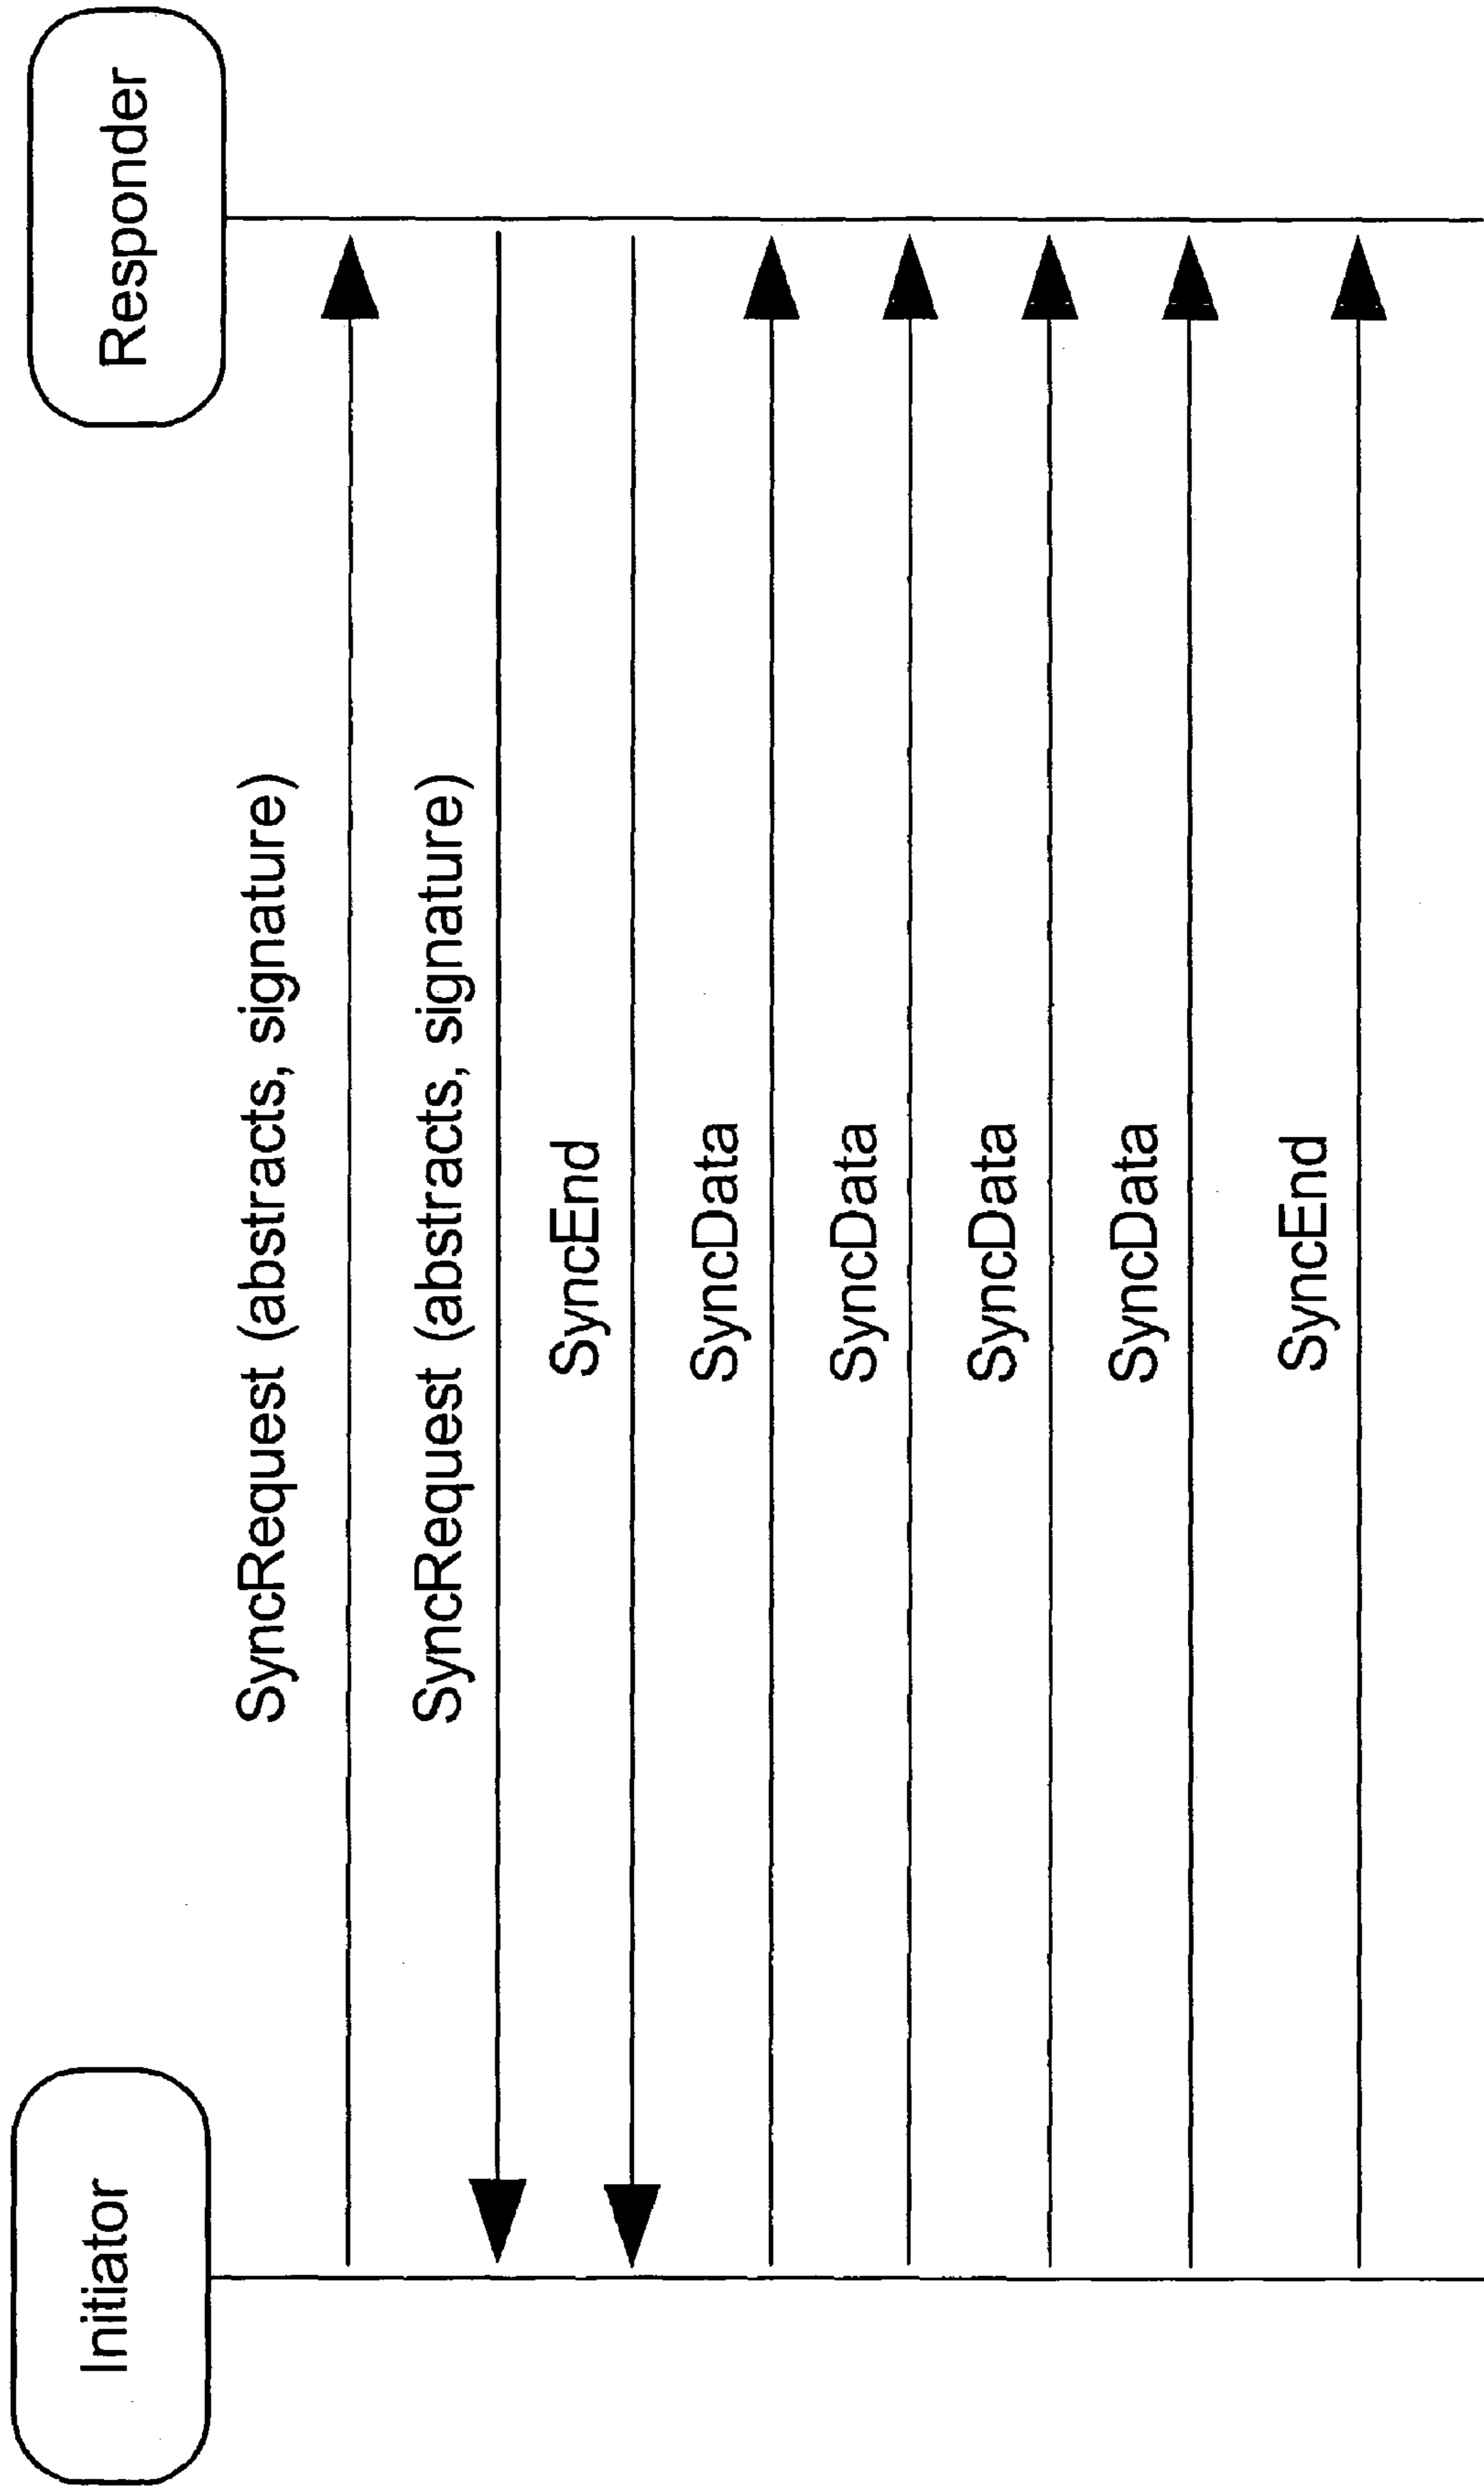 Initiator
Responder
SyncRequest (abstracts, signature)
SyncRequest (abstracts, signature)
SyncEnd
SyncData
SyncData
SyncData
SyncData
SyncEnd